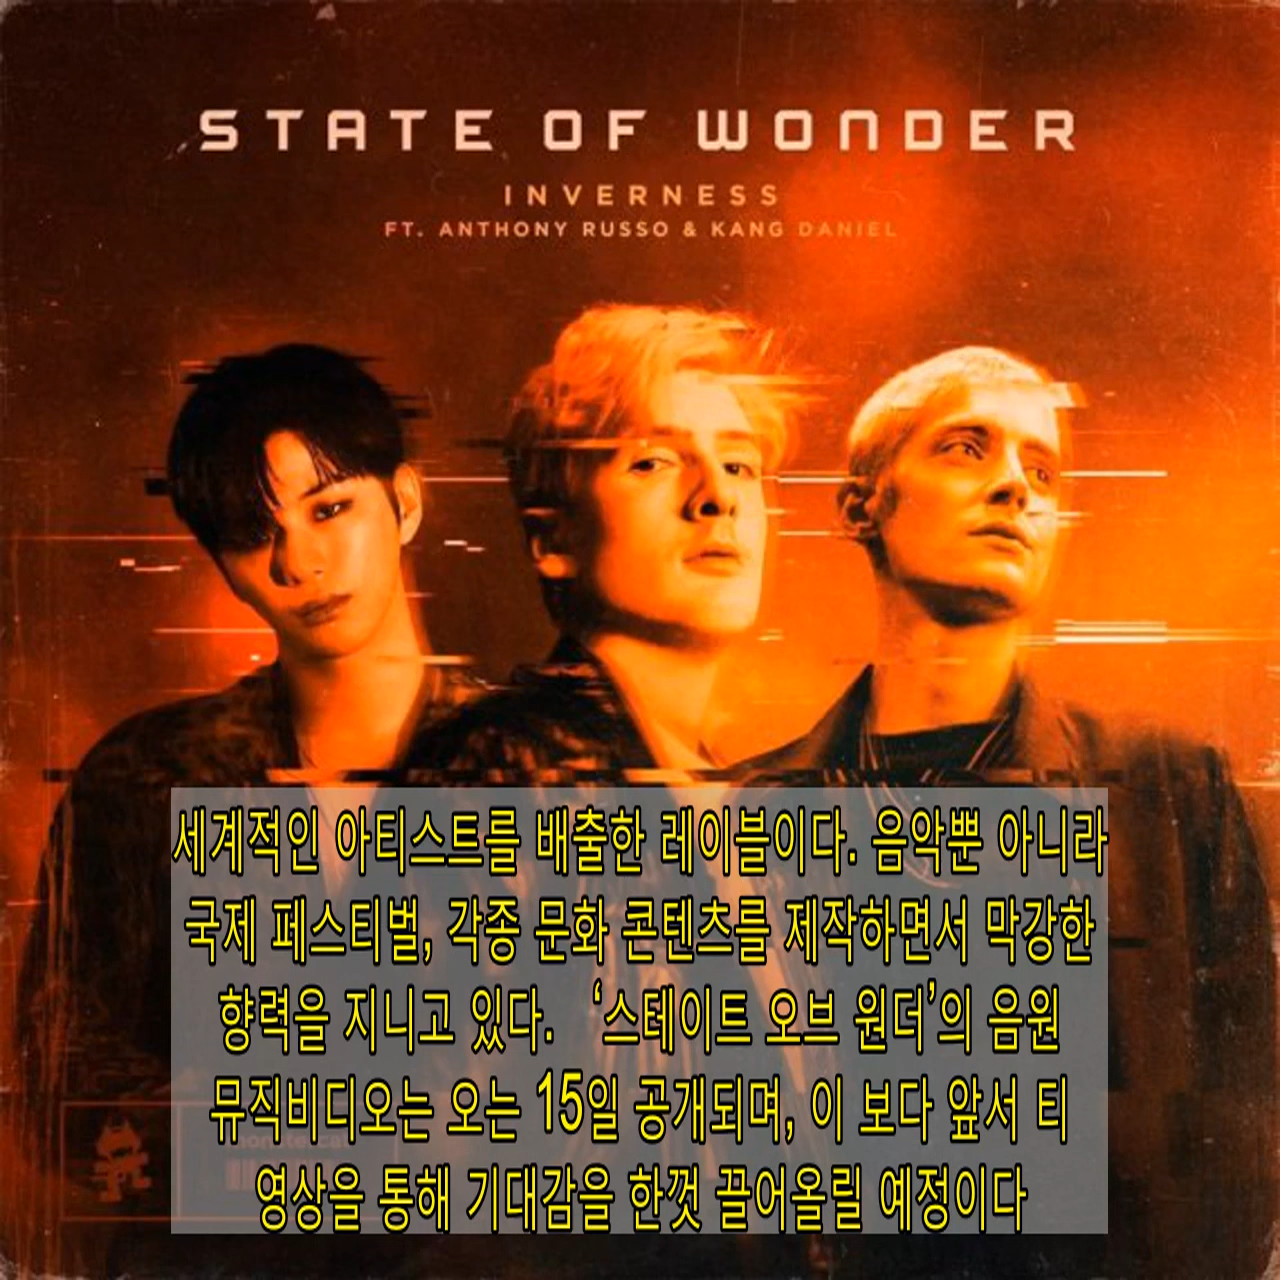 STATE OF WONDER
INVERNESS
FT. ANTHONY RUSSO & KANG DANIEL
세계적인 아티스트를 배출한 레이블이다. 음악뿐 아니라
국제 페스티벌, 각종 문화 콘텐츠를 제작하면서 막강한
향력을 지니고 있다. ‘스테이트 오브 원더’의 음원
뮤직비디오는 오는 15일 공개되며, 이 보다 앞서 티
영상을 통해 기대감을 한껏 끌어올릴 예정이다
monstercat